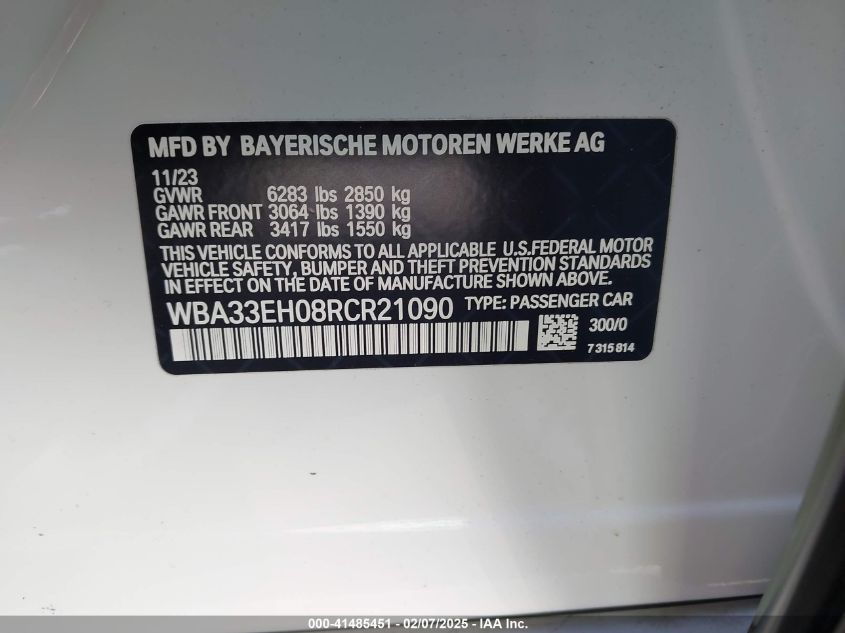 MFD BY BAYERISCHE MOTOREN WERKE AG
11/23
GVWR 6283 lbs 2850 kg
GAWR FRONT 3064 lbs 1390 kg
GAWR REAR 3417 lbs 1550 kg
THIS VEHICLE CONFORMS TO ALL APPLICABLE U.S.FEDERAL MOTOR
VEHICLE SAFETY, BUMPER AND THEFT PREVENTION STANDARDS
IN EFFECT ON THE DATE OF MANUFACTURE SHOWN ABOVE.
WBA33EH08RCR21090 TYPE: PASSENGER CAR
300/0
7315814
000-41485451 - 02/07/2025 - IAA Inc.